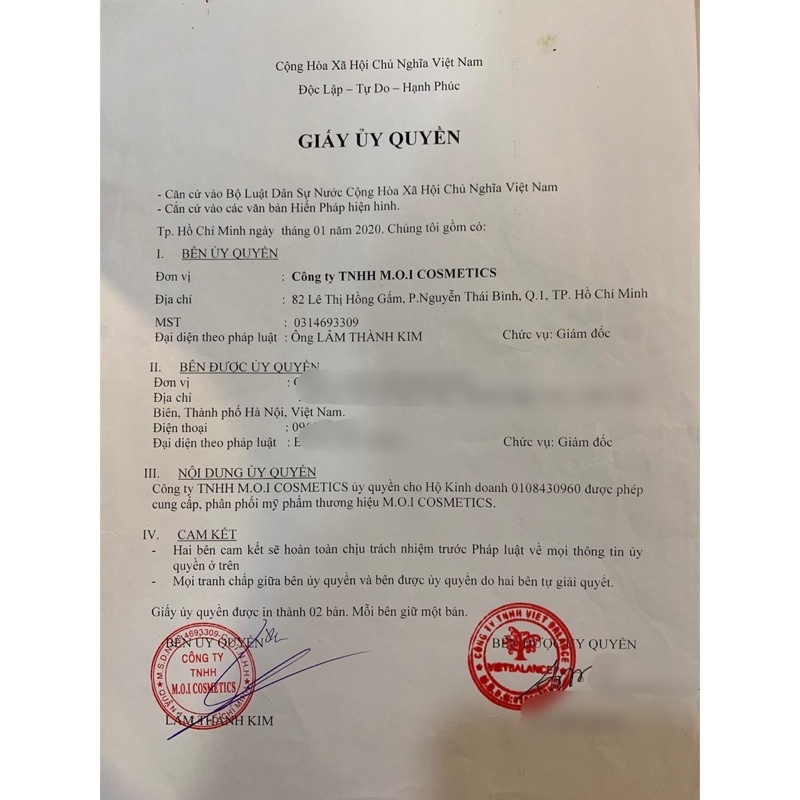 Cộng Hòa Xã Hội Chủ Nghĩa Việt Nam
Độc Lập – Tự Do – Hạnh Phúc
GIẤY ỦY QUYỀN
- Căn cứ vào Bộ Luật Dân Sự Nước Cộng Hòa Xã Hội Chủ Nghĩa Việt Nam
- Cắn cứ vào các văn bản Hiến Pháp hiện hình.
Tp. Hồ Chí Minh ngày tháng 01 năm 2020. Chúng tôi gồm có:
I. BÊN ỦY QUYỀN
Đơn vị : Công ty TNHH M.O.I COSMETICS
Địa chỉ : 82 Lê Thị Hồng Gấm, P.Nguyễn Thái Bình, Q.1, TP. Hồ Chí Minh
MST : 0314693309
Đại diện theo pháp luật : Ông LÂM THÀNH KIM Chức vụ: Giám đốc
II. BÊN ĐƯỢC ỦY QUYỀN
Đơn vị :
Địa chỉ
Biên, Thành phố Hà Nội, Việt Nam.
Điện thoại :
Đại diện theo pháp luật : Chức vụ: Giám đốc
III. NỘI DUNG ỦY QUYỀN
Công ty TNHH M.O.I COSMETICS ủy quyền cho Hộ Kinh doanh 0108430960 được phép
cung cấp, phân phối mỹ phẩm thương hiệu M.O.I COSMETICS.
IV. CAM KẾT
- Hai bên cam kết sẽ hoàn toàn chịu trách nhiệm trước Pháp luật về mọi thông tin ủy
quyền ở trên
- Mọi tranh chấp giữa bên ủy quyền và bên được ủy quyền do hai bên tự giải quyết.
Giấy ủy quyền được in thành 02 bản. Mỗi bên giữ một bản.
BÊN ỦY QUYỀN BÊN ĐƯỢC ỦY QUYỀN
CÔNG TY
TNHH
M.O.I COSMETICS
CÔNG TY TNHH VIET BALANCE
VIETBALANCE
LÂM THÀNH KIM